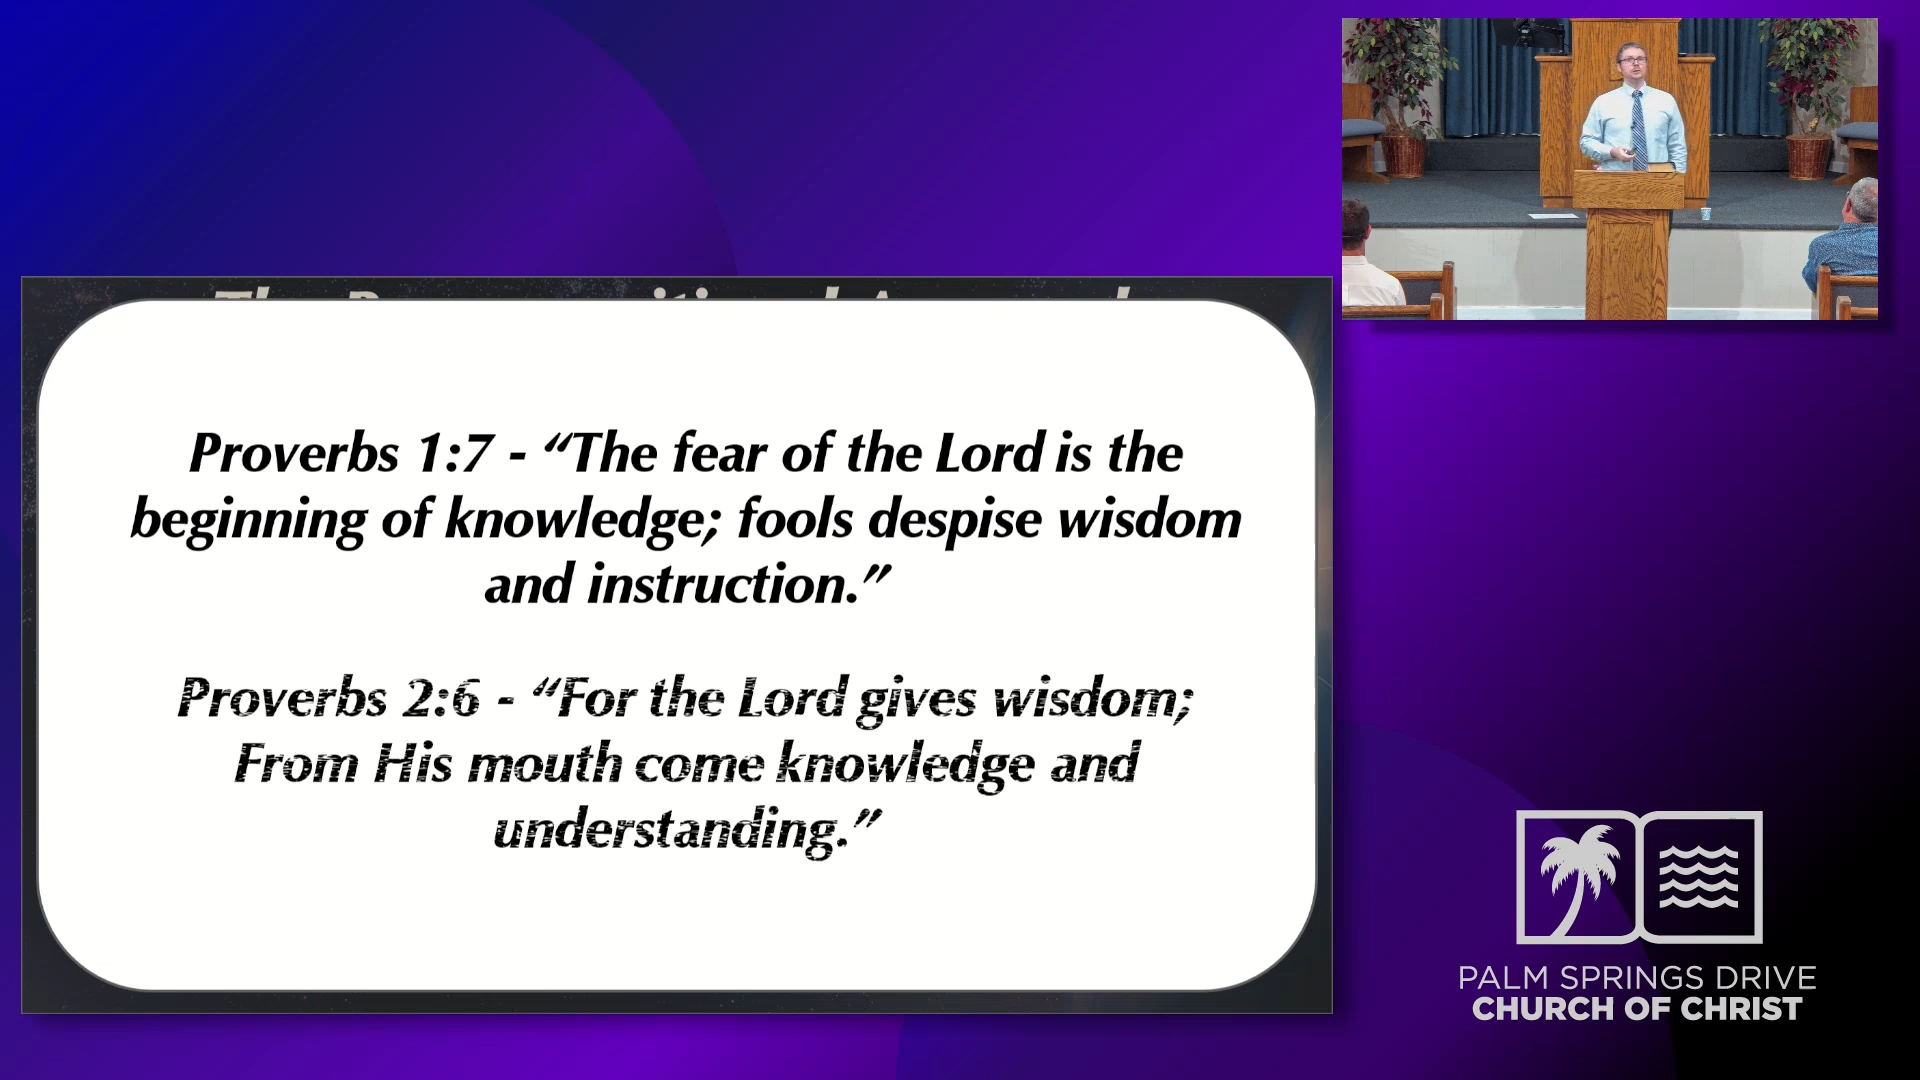 Proverbs 1:7 - “The fear of the Lord is the
beginning of knowledge; fools despise wisdom
and instruction.”
Proverbs 2:6 - “For the Lord gives wisdom;
From His mouth come knowledge and
understanding.”
PALM SPRINGS DRIVE
CHURCH OF CHRIST